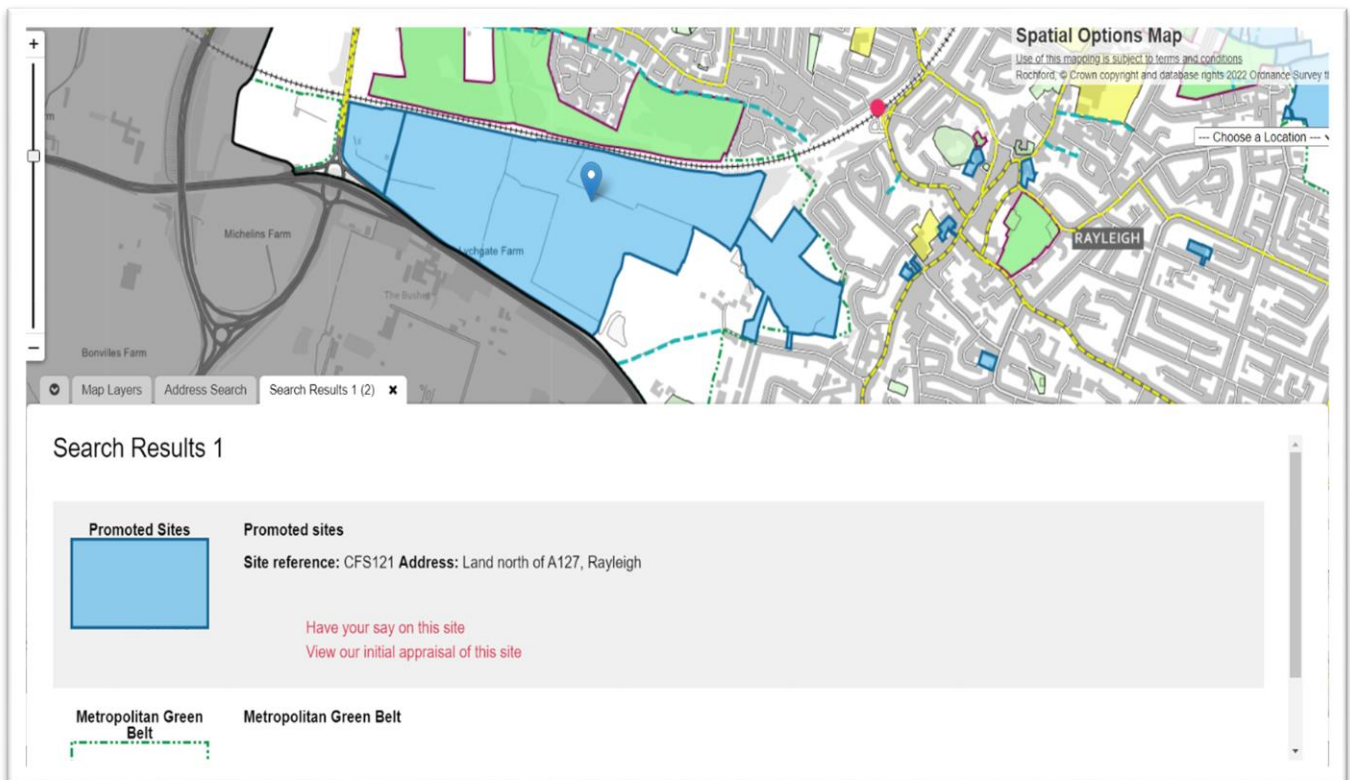 +
Spatial Options Map
Use of this mapping is subject to terms and conditions
Rochford, © Crown copyright and database rights 2022 Ordnance Survey
--- Choose a Location ---
Michelins Farm
Lychgate Farm
RAYLEIGH
The Bushes
Bonvilles Farm
−
Map Layers
Address Search
Search Results 1 (2) ✖
Search Results 1
Promoted Sites
Promoted sites
Site reference: CFS121 Address: Land north of A127, Rayleigh
Have your say on this site
View our initial appraisal of this site
Metropolitan Green
Belt
Metropolitan Green Belt